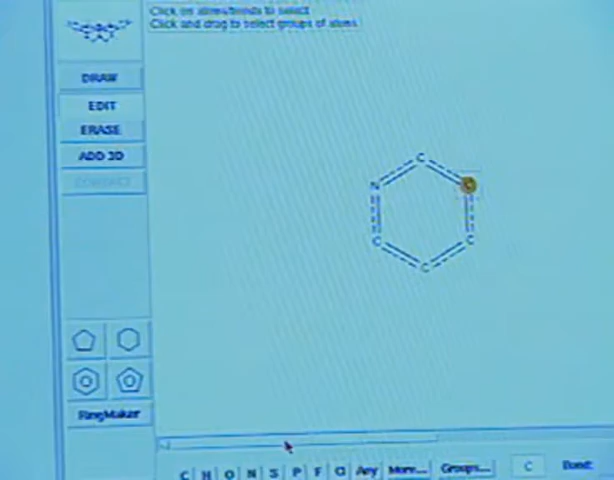 Click on atoms/bonds to select
Click and drag to select groups of atoms
DRAW
EDIT
ERASE
ADD 3D
CONTACT
N
C
C
C
C
RingMaker
C H O N S P F Cl Any More... Groups... C Bond: